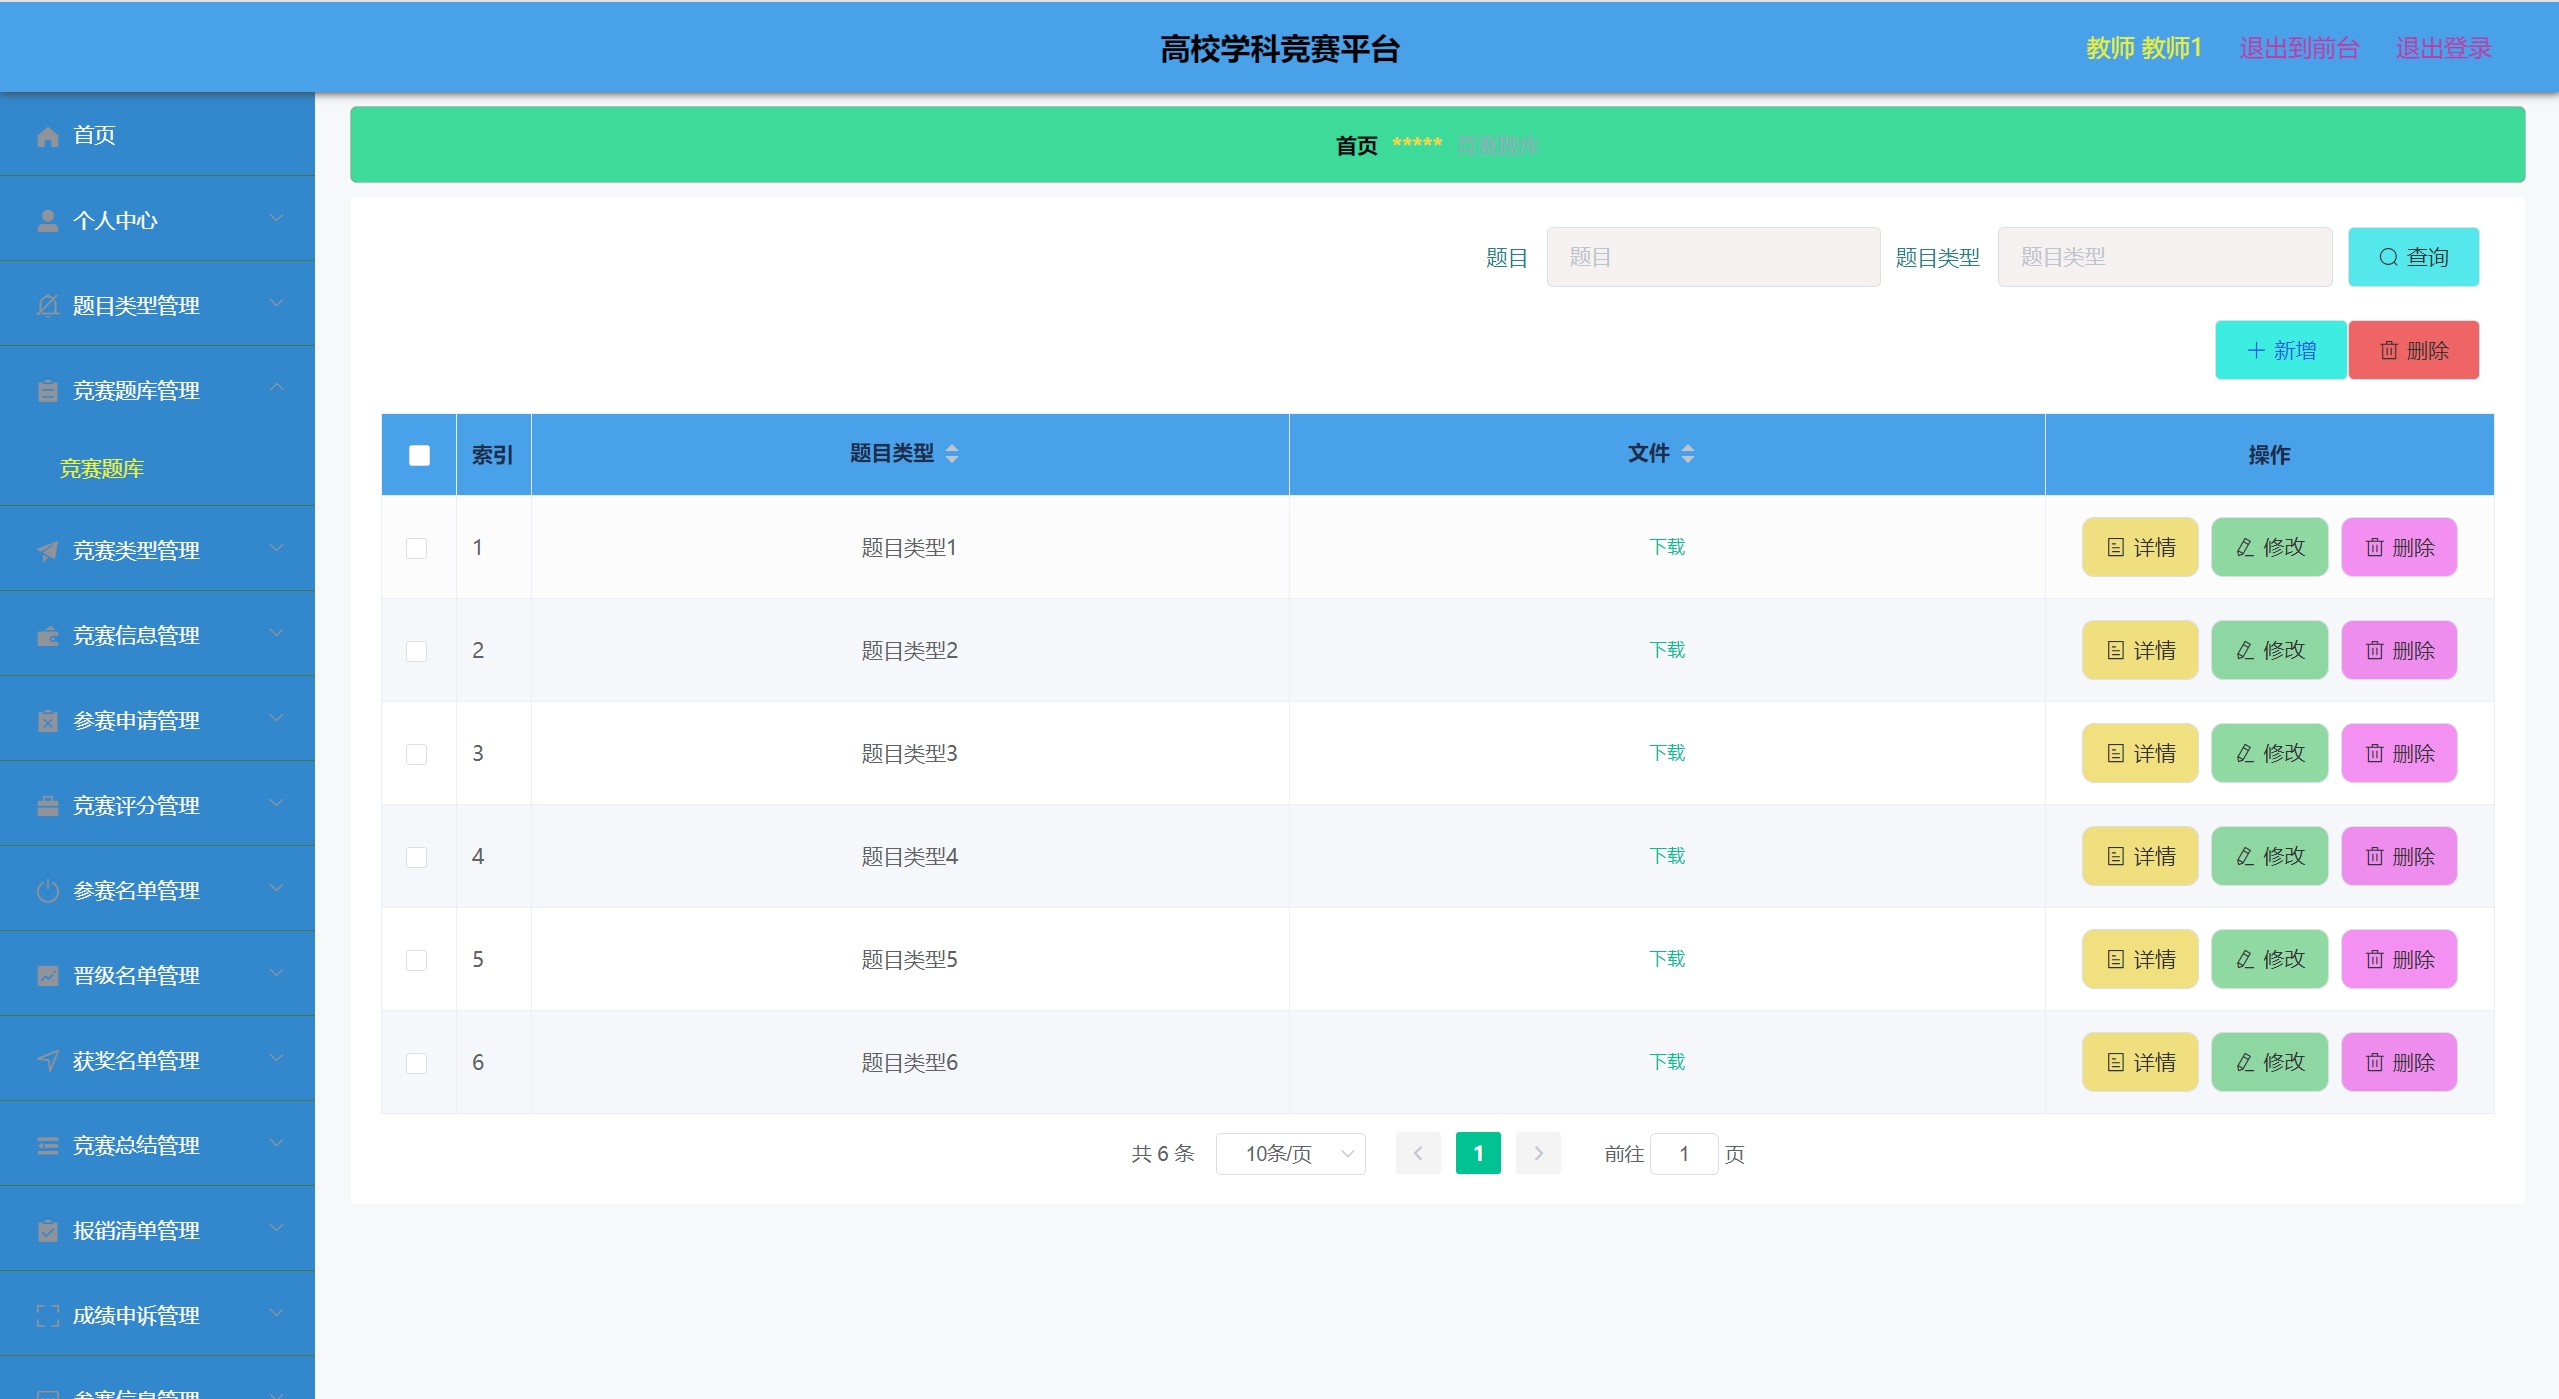 高校学科竞赛平台
教师 教师1 退出到前台 退出登录
首页
个人中心
题目类型管理
竞赛题库管理
竞赛题库
竞赛类型管理
竞赛信息管理
参赛申请管理
竞赛评分管理
参赛名单管理
晋级名单管理
获奖名单管理
竞赛总结管理
报销清单管理
成绩申诉管理
参赛信息管理
首页 ***** 竞赛题库
题目 题目 题目类型 题目类型 查询
新增 删除
索引 题目类型 文件 操作
1 题目类型1 下载 详情 修改 删除
2 题目类型2 下载 详情 修改 删除
3 题目类型3 下载 详情 修改 删除
4 题目类型4 下载 详情 修改 删除
5 题目类型5 下载 详情 修改 删除
6 题目类型6 下载 详情 修改 删除
共 6 条 10条/页 1 前往 1 页